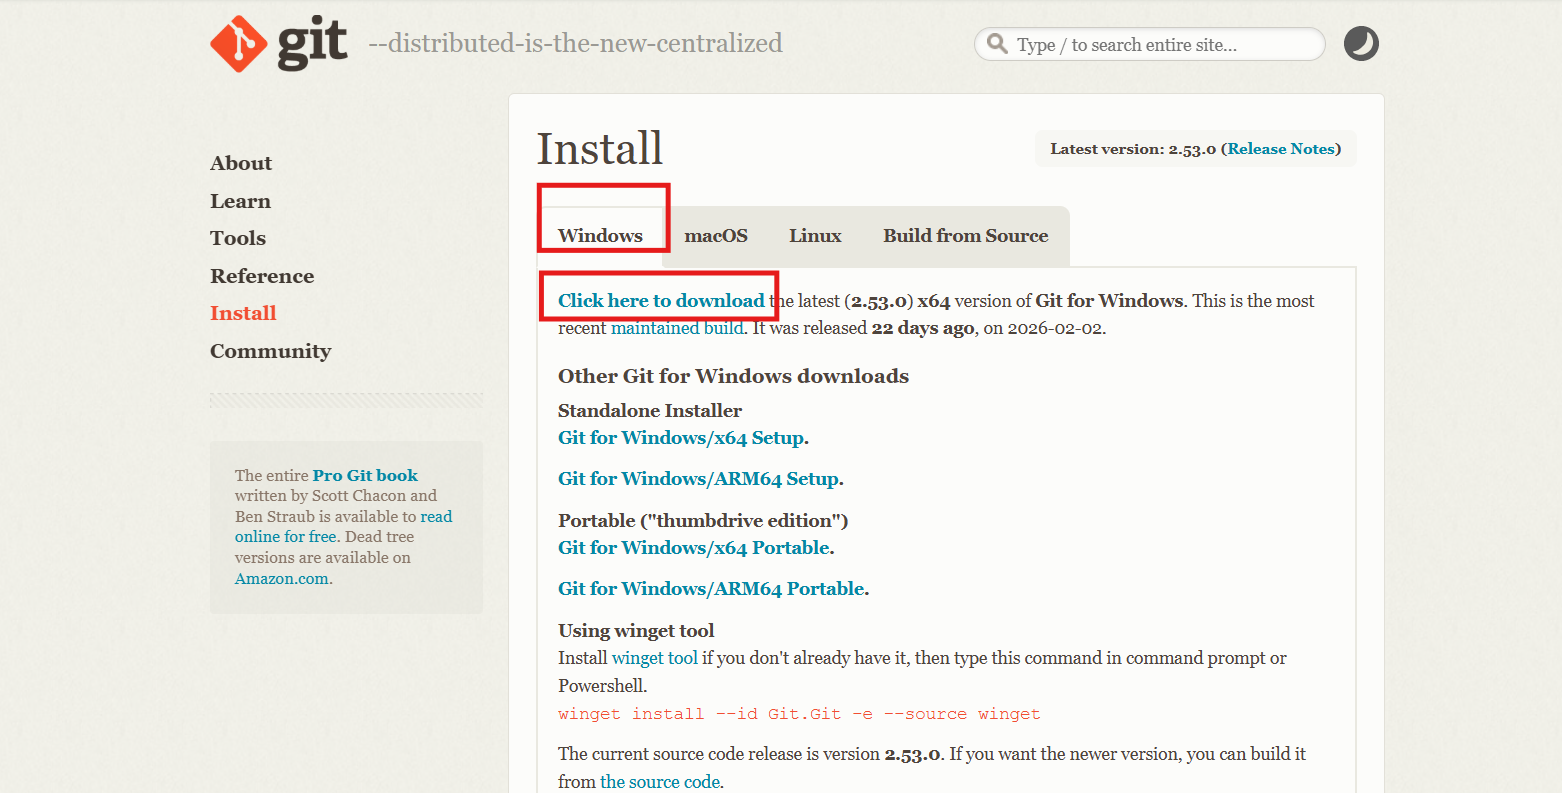 git --distributed-is-the-new-centralized
Type / to search entire site...
About
Learn
Tools
Reference
Install
Community
The entire Pro Git book
written by Scott Chacon and
Ben Straub is available to read
online for free. Dead tree
versions are available on
Amazon.com.
Install
Latest version: 2.53.0 (Release Notes)
Windows macOS Linux Build from Source
Click here to download the latest (2.53.0) x64 version of Git for Windows. This is the most
recent maintained build. It was released 22 days ago, on 2026-02-02.
Other Git for Windows downloads
Standalone Installer
Git for Windows/x64 Setup.
Git for Windows/ARM64 Setup.
Portable ("thumbdrive edition")
Git for Windows/x64 Portable.
Git for Windows/ARM64 Portable.
Using winget tool
Install winget tool if you don't already have it, then type this command in command prompt or
Powershell.
winget install --id Git.Git -e --source winget
The current source code release is version 2.53.0. If you want the newer version, you can build it
from the source code.